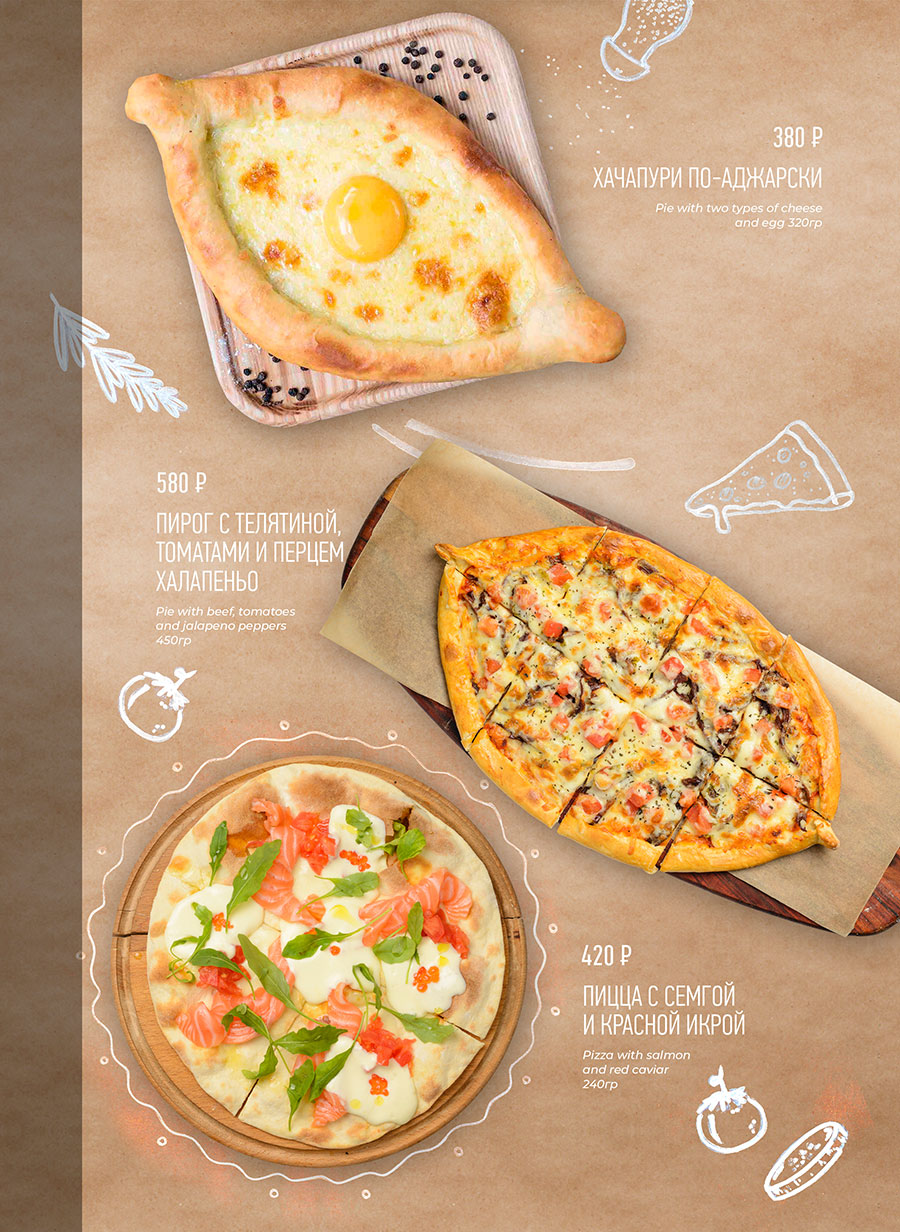 380 ₽
ХАЧАПУРИ ПО-АДЖАРСКИ
Pie with two types of cheese
and egg 320гр
580 ₽
ПИРОГ С ТЕЛЯТИНОЙ,
ТОМАТАМИ И ПЕРЦЕМ
ХАЛАПЕНЬО
Pie with beef, tomatoes
and jalapeno peppers
450гр
420 ₽
ПИЦЦА С СЕМГОЙ
И КРАСНОЙ ИКРОЙ
Pizza with salmon
and red caviar
240гр